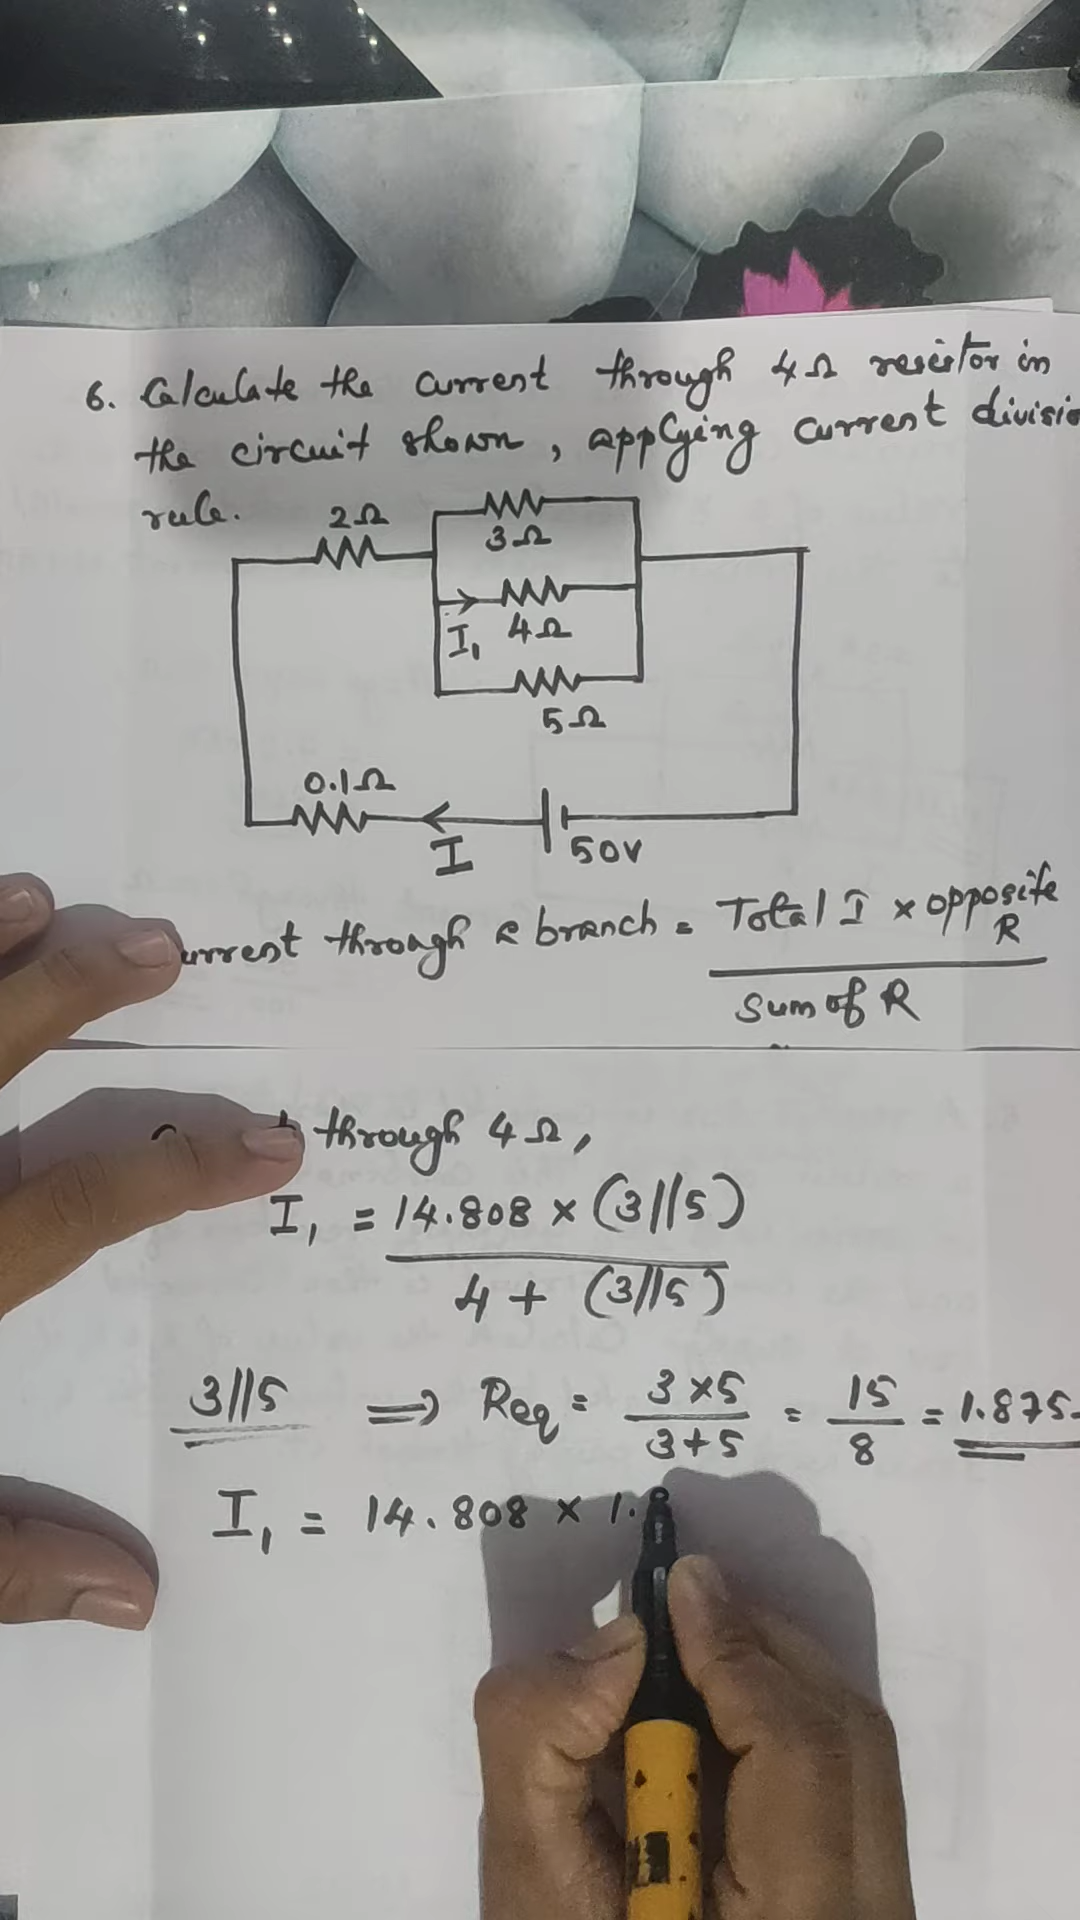 6. Calculate the current through 4Ω resistor in
the circuit shown, applying current divisio
rule.
2Ω
3Ω
I₁ 4Ω
5Ω
0.1Ω
I
50V
urrent through a branch = Total I × opposite R
Sum of R
through 4Ω,
I₁ = 14.808 × (3//5)
4 + (3//5)
3//5 ⟹ Req = 3×5 / 3+5 = 15 / 8 = 1.875
I₁ = 14.808 × 1.8